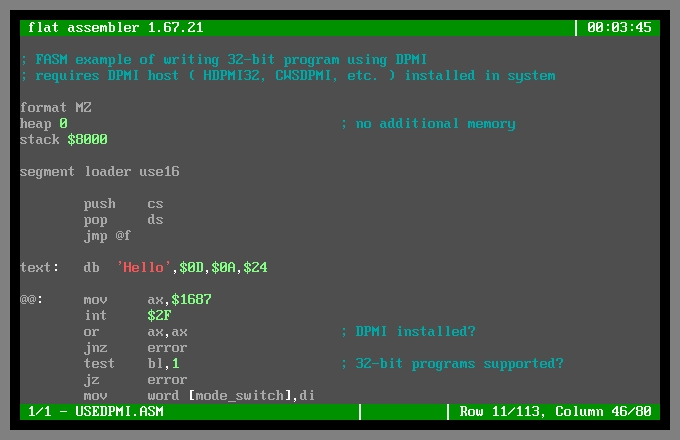 flat assembler 1.67.21 | 00:03:45
; FASM example of writing 32-bit program using DPMI
; requires DPMI host ( HDPMI32, CWSDPMI, etc. ) installed in system
format MZ
heap 0 ; no additional memory
stack $8000
segment loader use16
push cs
pop ds
jmp @f
text: db 'Hello',$0D,$0A,$24
@@: mov ax,$1687
int $2F
or ax,ax ; DPMI installed?
jnz error
test bl,1 ; 32-bit programs supported?
jz error
mov word [mode_switch],di
1/1 - USEDPMI.ASM | | Row 11/113, Column 46/80